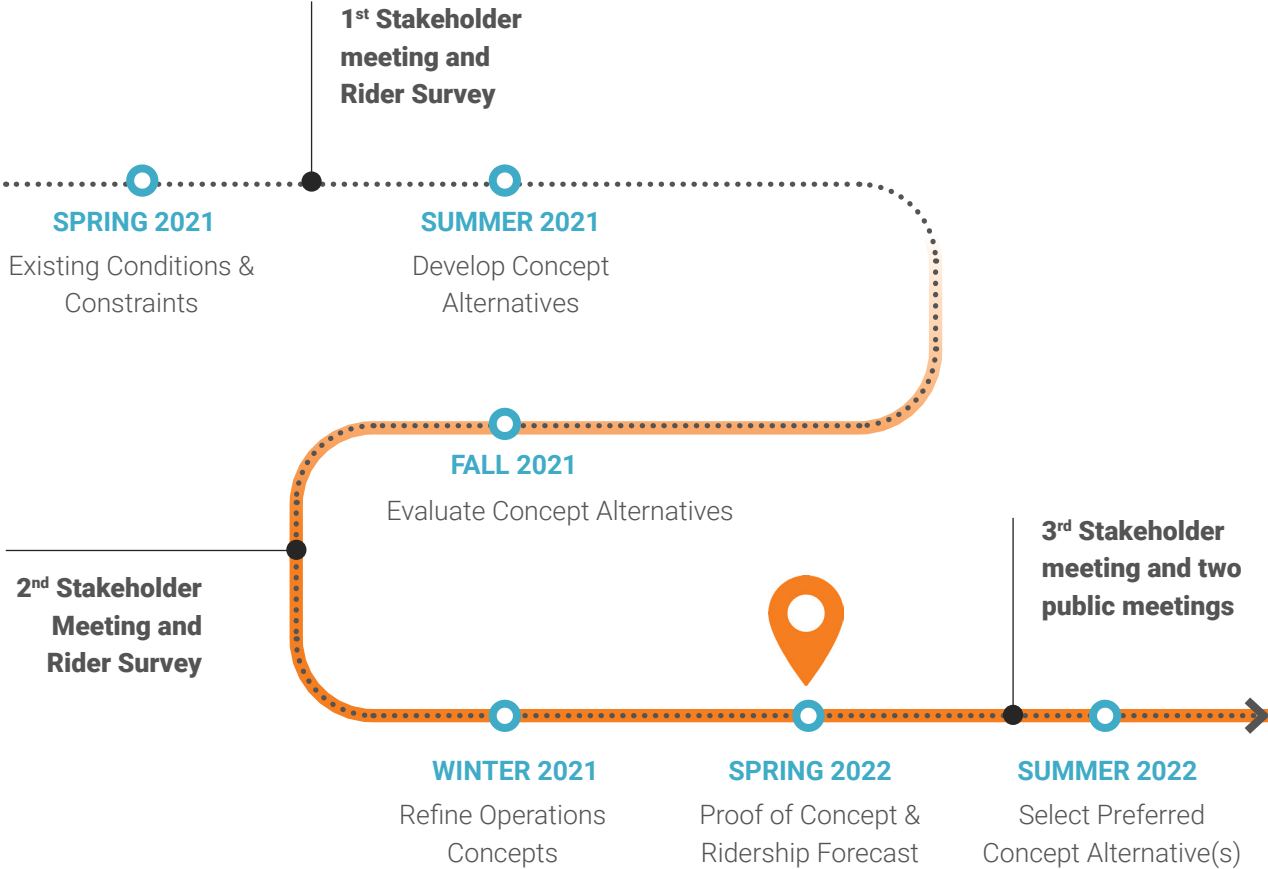 1st Stakeholder
meeting and
Rider Survey
SPRING 2021
Existing Conditions &
Constraints
SUMMER 2021
Develop Concept
Alternatives
FALL 2021
Evaluate Concept Alternatives
2nd Stakeholder
Meeting and
Rider Survey
3rd Stakeholder
meeting and two
public meetings
WINTER 2021
Refine Operations
Concepts
SPRING 2022
Proof of Concept &
Ridership Forecast
SUMMER 2022
Select Preferred
Concept Alternative(s)